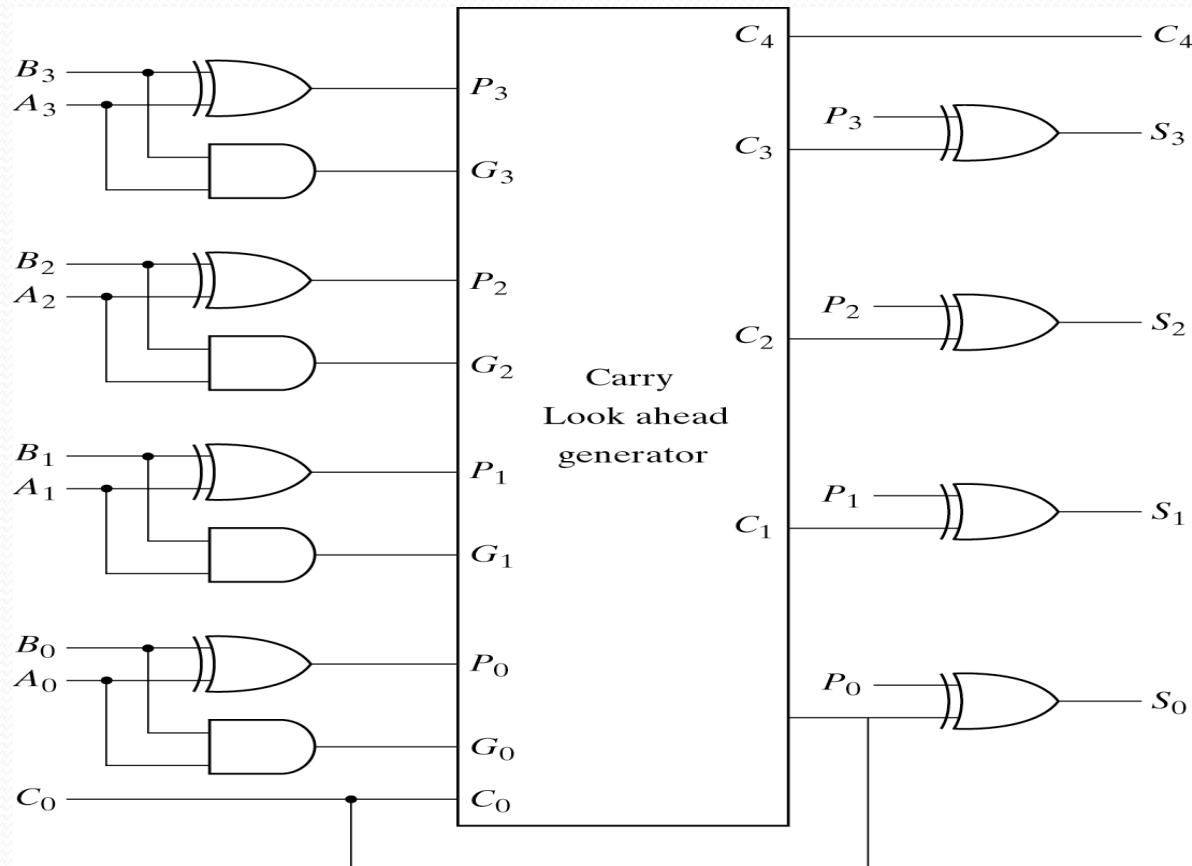 B₃
A₃
P₃
G₃
B₂
A₂
P₂
G₂
B₁
A₁
P₁
G₁
B₀
A₀
P₀
G₀
C₀
C₀
Carry
Look ahead
generator
C₄
C₄
C₃
P₃
S₃
C₂
P₂
S₂
C₁
P₁
S₁
P₀
S₀